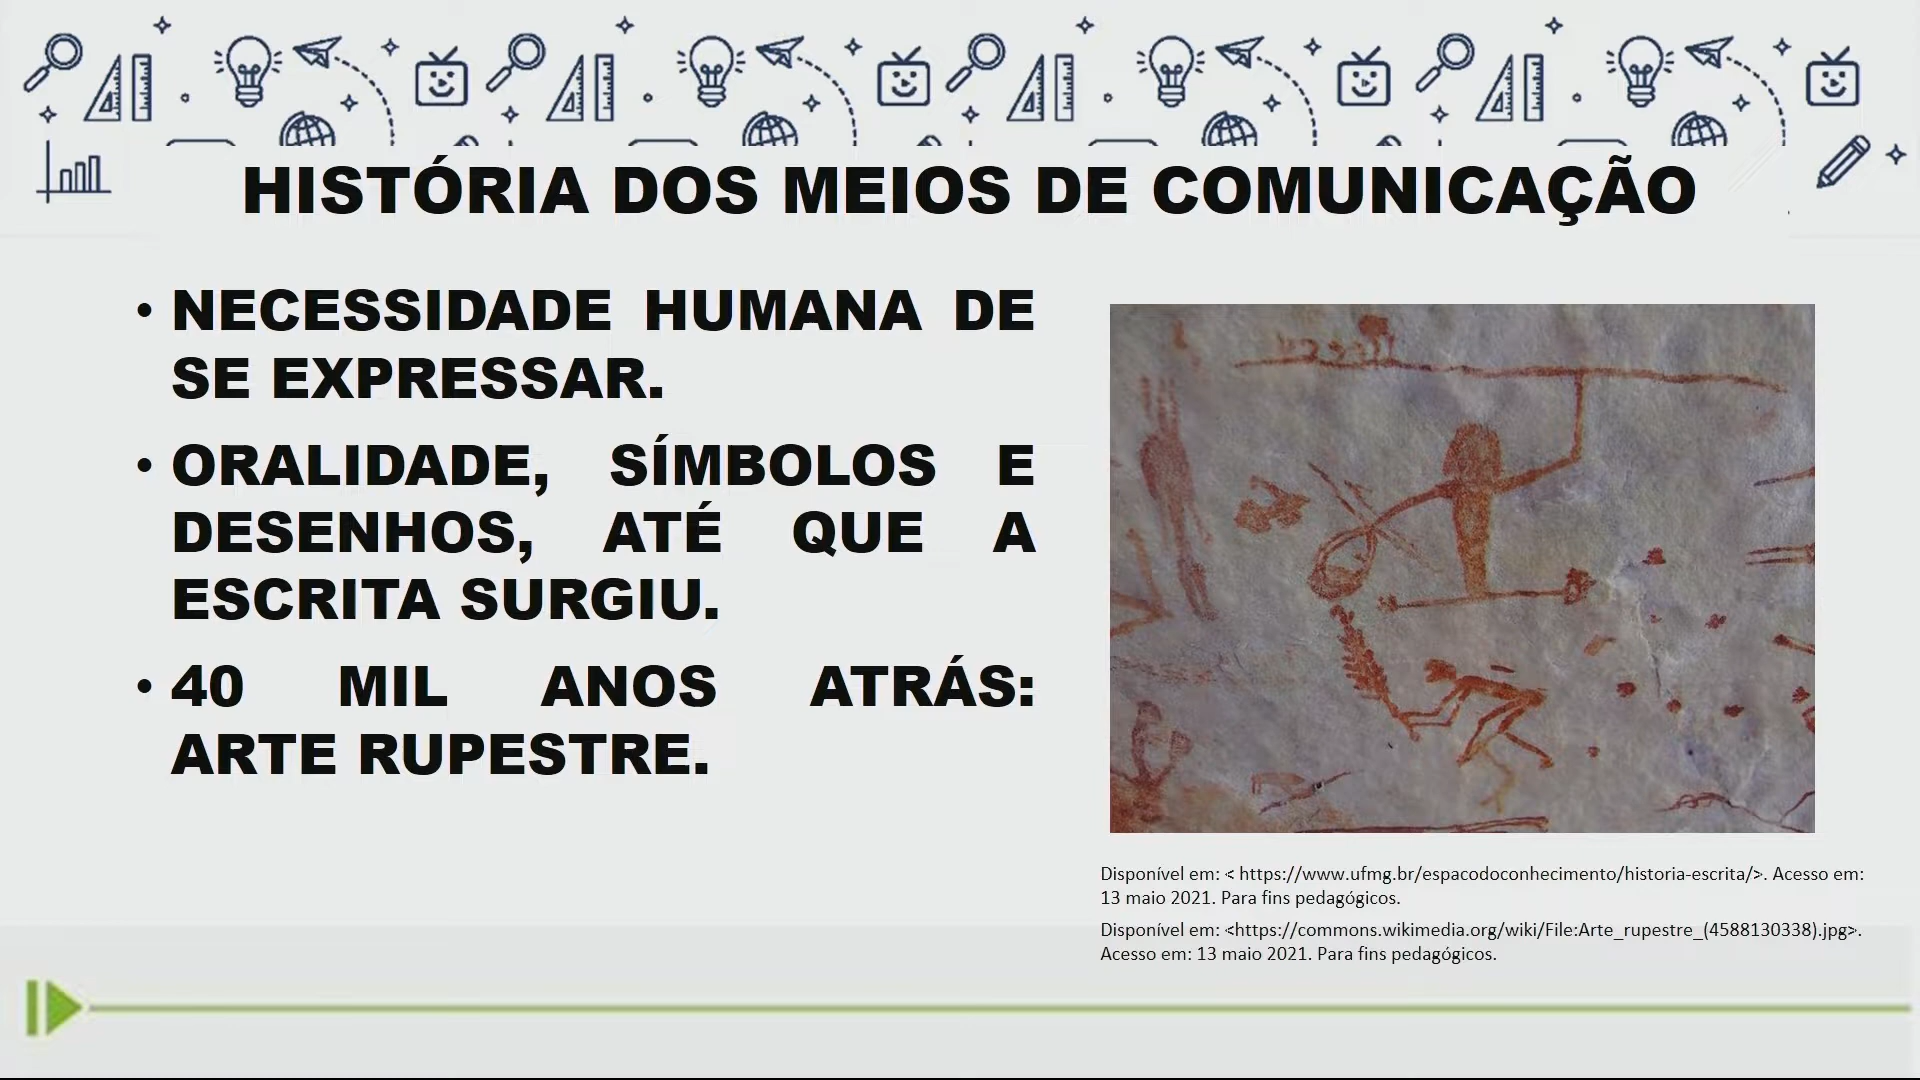 HISTÓRIA DOS MEIOS DE COMUNICAÇÃO
• NECESSIDADE HUMANA DE
SE EXPRESSAR.
• ORALIDADE, SÍMBOLOS E
DESENHOS, ATÉ QUE A
ESCRITA SURGIU.
• 40 MIL ANOS ATRÁS:
ARTE RUPESTRE.
Disponível em: < https://www.ufmg.br/espacodoconhecimento/historia-escrita/>. Acesso em:
13 maio 2021. Para fins pedagógicos.
Disponível em: <https://commons.wikimedia.org/wiki/File:Arte_rupestre_(4588130338).jpg>.
Acesso em: 13 maio 2021. Para fins pedagógicos.